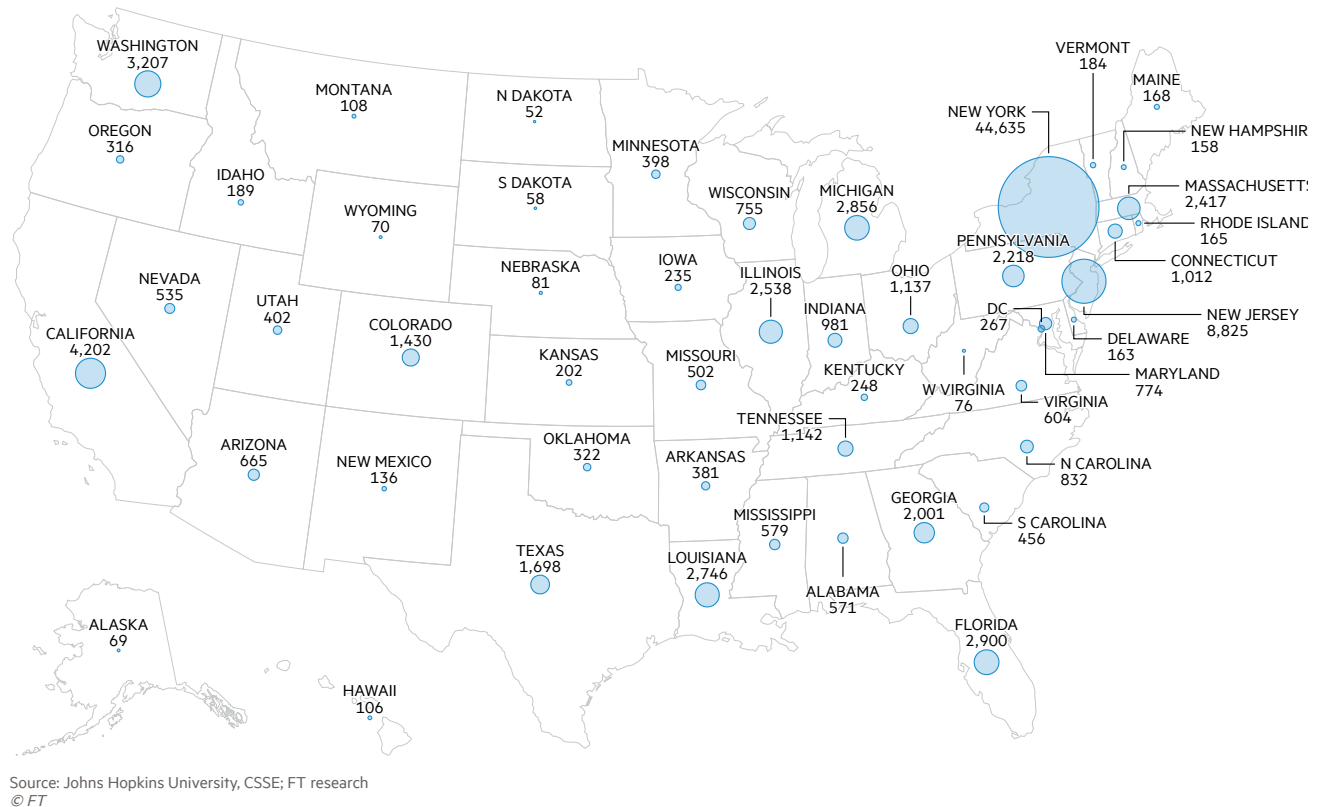 WASHINGTON
3,207
MONTANA
108
N DAKOTA
52
VERMONT
184
MAINE
168
NEW YORK
44,635
OREGON
316
NEW HAMPSHIR
158
MINNESOTA
398
IDAHO
189
S DAKOTA
58
WISCONSIN
755
MICHIGAN
2,856
MASSACHUSETTS
2,417
WYOMING
70
RHODE ISLAND
165
PENNSYLVANIA
2,218
CONNECTICUT
1,012
NEVADA
535
NEBRASKA
81
IOWA
235
ILLINOIS
2,538
OHIO
1,137
UTAH
402
INDIANA
981
DC
267
NEW JERSEY
8,825
CALIFORNIA
4,202
COLORADO
1,430
DELAWARE
163
KANSAS
202
MISSOURI
502
KENTUCKY
248
MARYLAND
774
W VIRGINIA
76
VIRGINIA
604
TENNESSEE
1,142
ARIZONA
665
NEW MEXICO
136
OKLAHOMA
322
ARKANSAS
381
N CAROLINA
832
GEORGIA
2,001
MISSISSIPPI
579
S CAROLINA
456
TEXAS
1,698
LOUISIANA
2,746
ALABAMA
571
ALASKA
69
FLORIDA
2,900
HAWAII
106
Source: Johns Hopkins University, CSSE; FT research
© FT